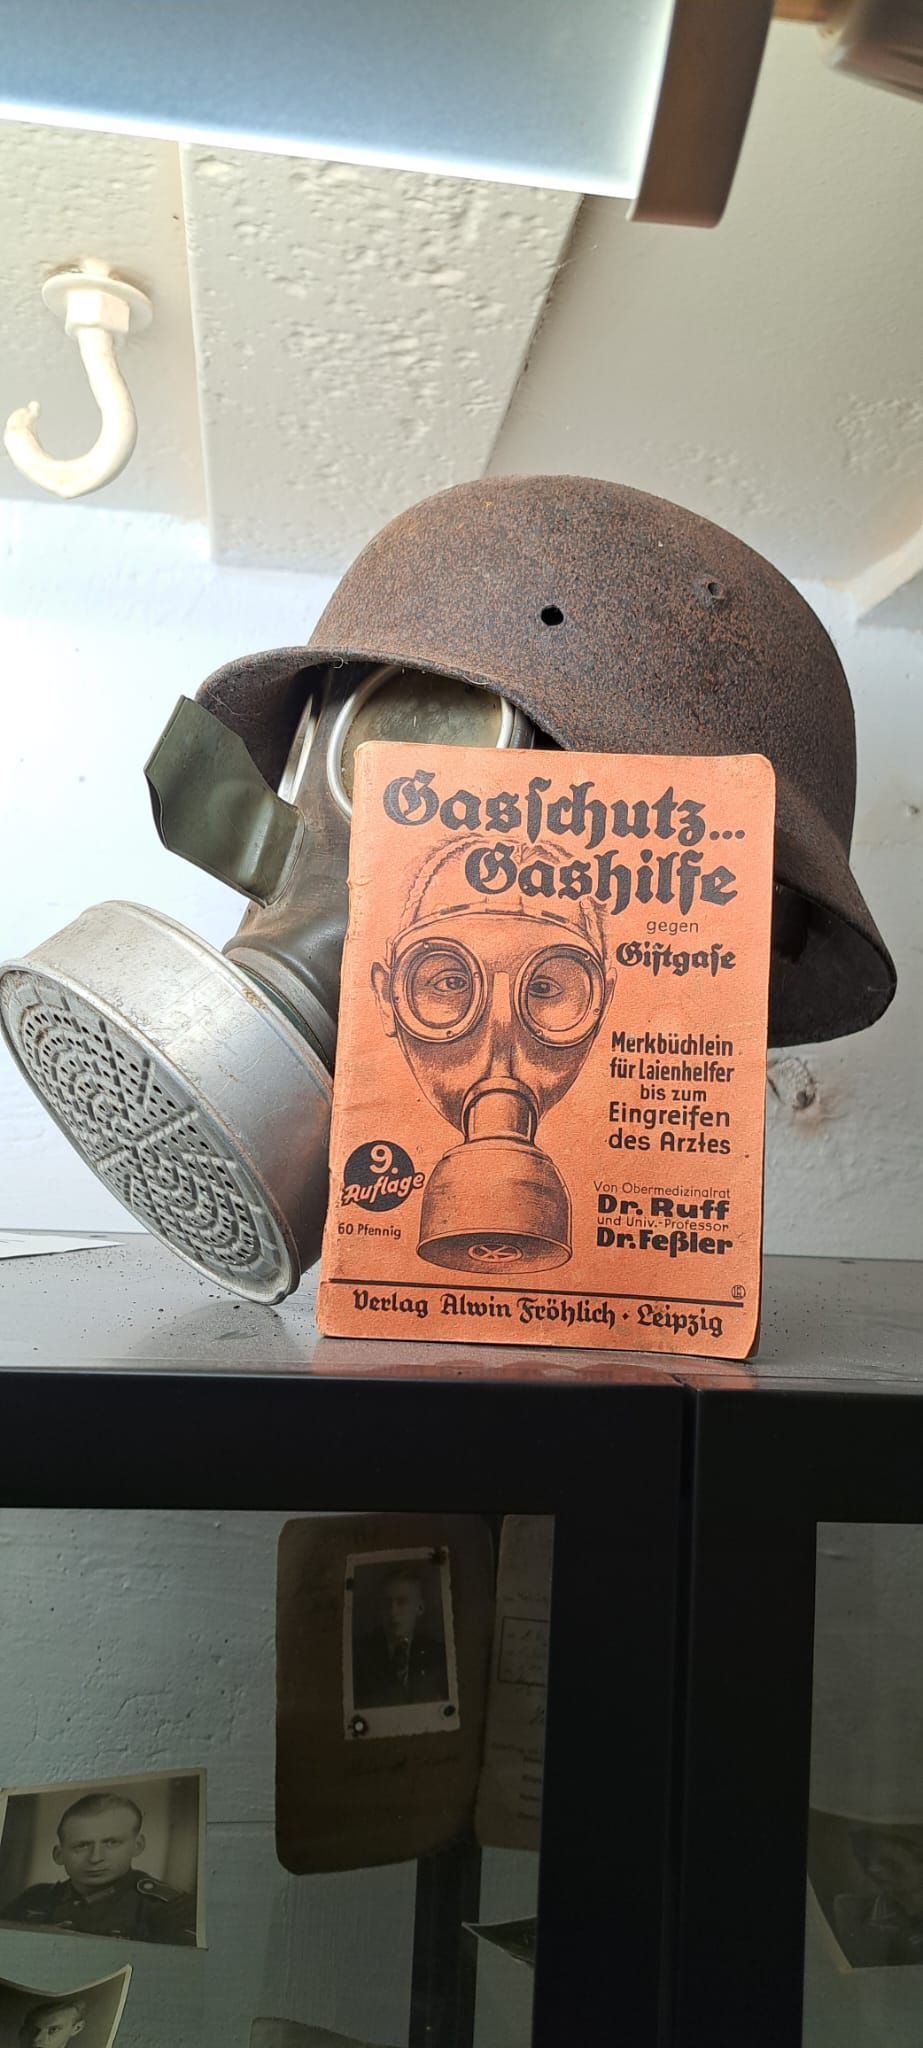 Gasschutz...
Gashilfe
gegen
Giftgase
Merkbüchlein
für Laienhelfer
bis zum
Eingreifen
des Arztes
9.
Auflage
60 Pfennig
Von Obermedizinalrat
Dr. Ruff
und Univ.-Professor
Dr. Feßler
Verlag Alwin Fröhlich · Leipzig